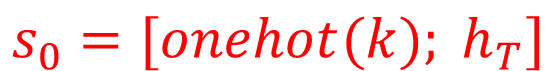 s₀ = [onehot(k); h_T]